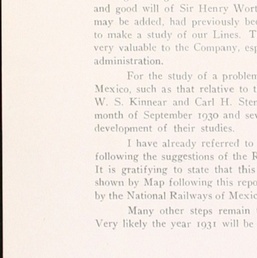 and good will of Sir Henry Wort
may be added, had previously be
to make a study of our Lines. T
very valuable to the Company, esp
administration.
For the study of a problem
Mexico, such as that relative to t
W. S. Kinnear and Carl H. Ster
month of September 1930 and sev
development of their studies.
I have already referred to
following the suggestions of the R
It is gratifying to state that this
shown by Map following this repo
by the National Railways of Mexic
Many other steps remain
Very likely the year 1931 will be